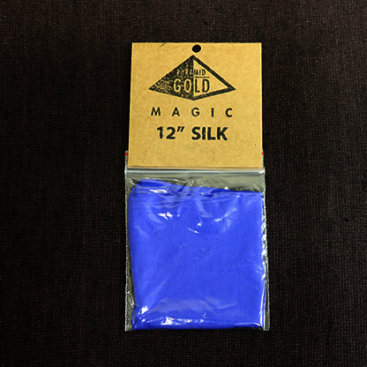 PYRAMID
GOLD
MAGIC
12" SILK